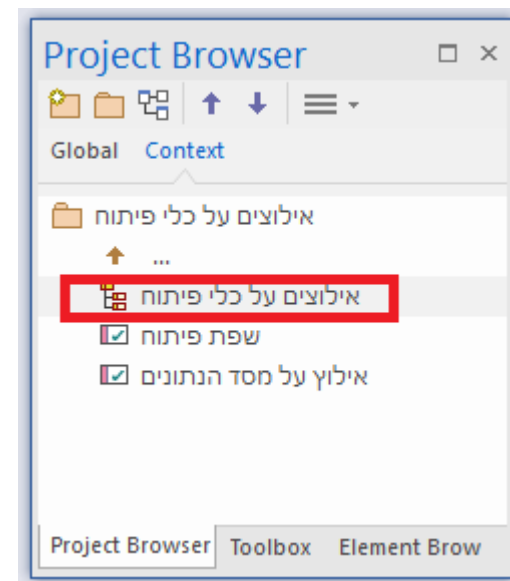 Project Browser
Global Context
אילוצים על כלי פיתוח
...
אילוצים על כלי פיתוח
שפת פיתוח
אילוץ על מסד הנתונים
Project Browser Toolbox Element Brow